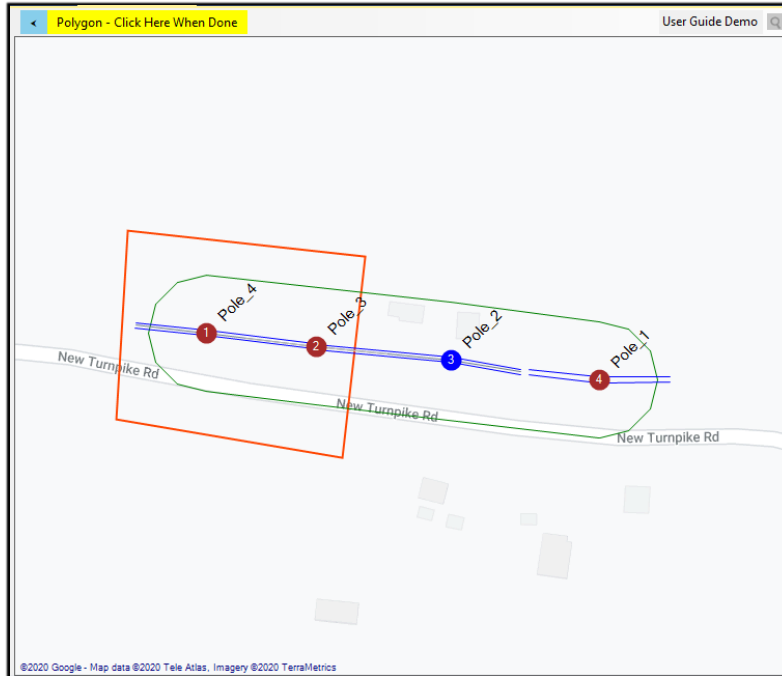 Polygon - Click Here When Done
User Guide Demo
Pole_4
1
Pole_3
2
Pole_2
3
Pole_1
4
New Turnpike Rd
New Turnpike Rd
New Turnpike Rd
©2020 Google - Map data ©2020 Tele Atlas, Imagery ©2020 TerraMetrics